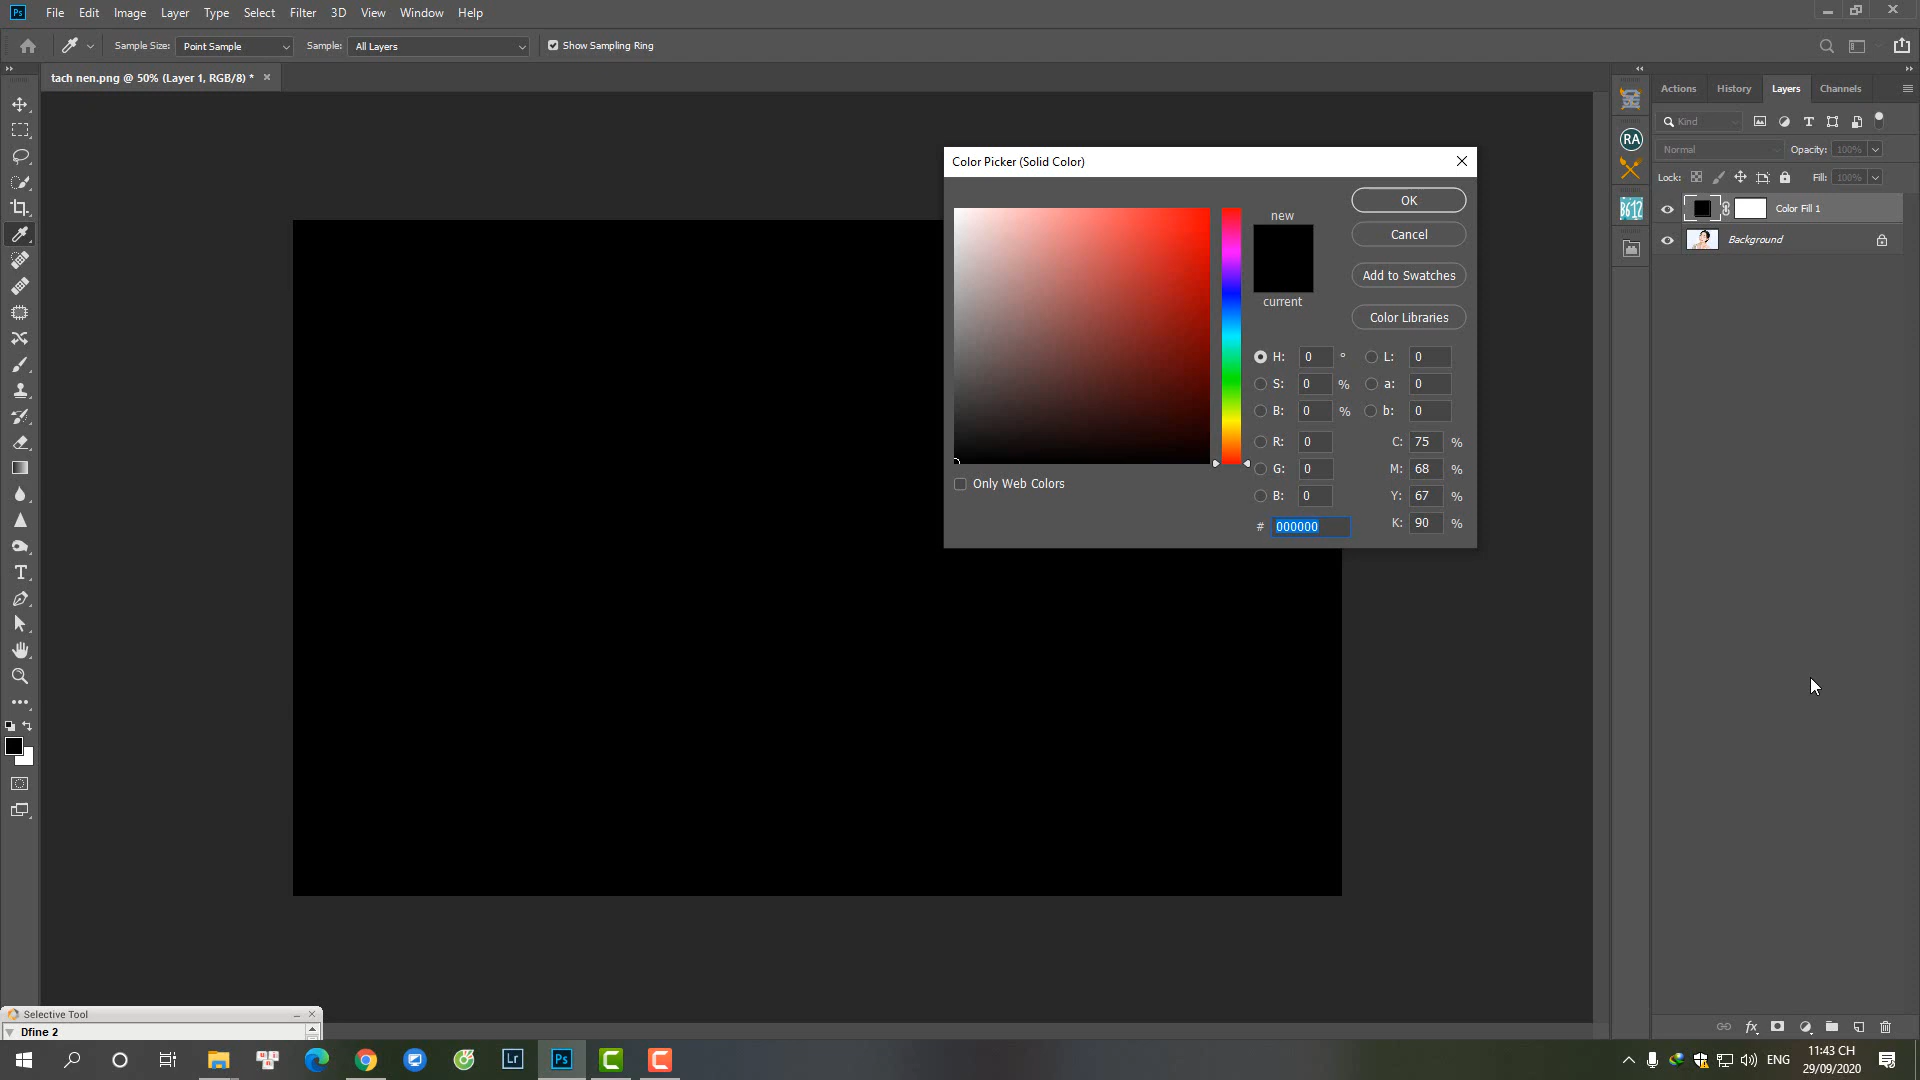 Ps File Edit Image Layer Type Select Filter 3D View Window Help
Sample Size: Point Sample Sample: All Layers Show Sampling Ring
tach nen.png @ 50% (Layer 1, RGB/8) *
Actions History Layers Channels
Kind
Normal Opacity: 100%
Lock: Fill: 100%
RA
B612
Color Fill 1
Background
Color Picker (Solid Color)
new
current
OK
Cancel
Add to Swatches
Color Libraries
H: 0 ° L: 0
S: 0 % a: 0
B: 0 % b: 0
R: 0 C: 75 %
G: 0 M: 68 %
B: 0 Y: 67 %
# 000000 K: 90 %
Only Web Colors
Selective Tool
Dfine 2
Lr Ps
ENG
11:43 CH
29/09/2020